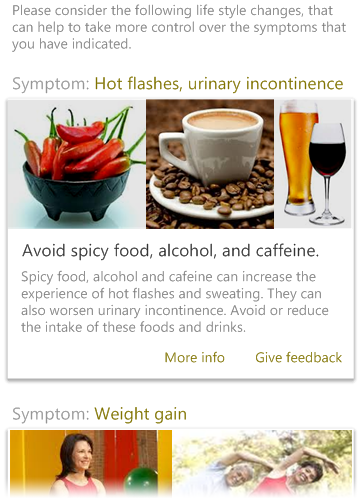 Please consider the following life style changes, that
can help to take more control over the symptoms that
you have indicated.
Symptom: Hot flashes, urinary incontinence
Avoid spicy food, alcohol, and caffeine.
Spicy food, alcohol and cafeine can increase the
experience of hot flashes and sweating. They can
also worsen urinary incontinence. Avoid or reduce
the intake of these foods and drinks.
More info Give feedback
Symptom: Weight gain